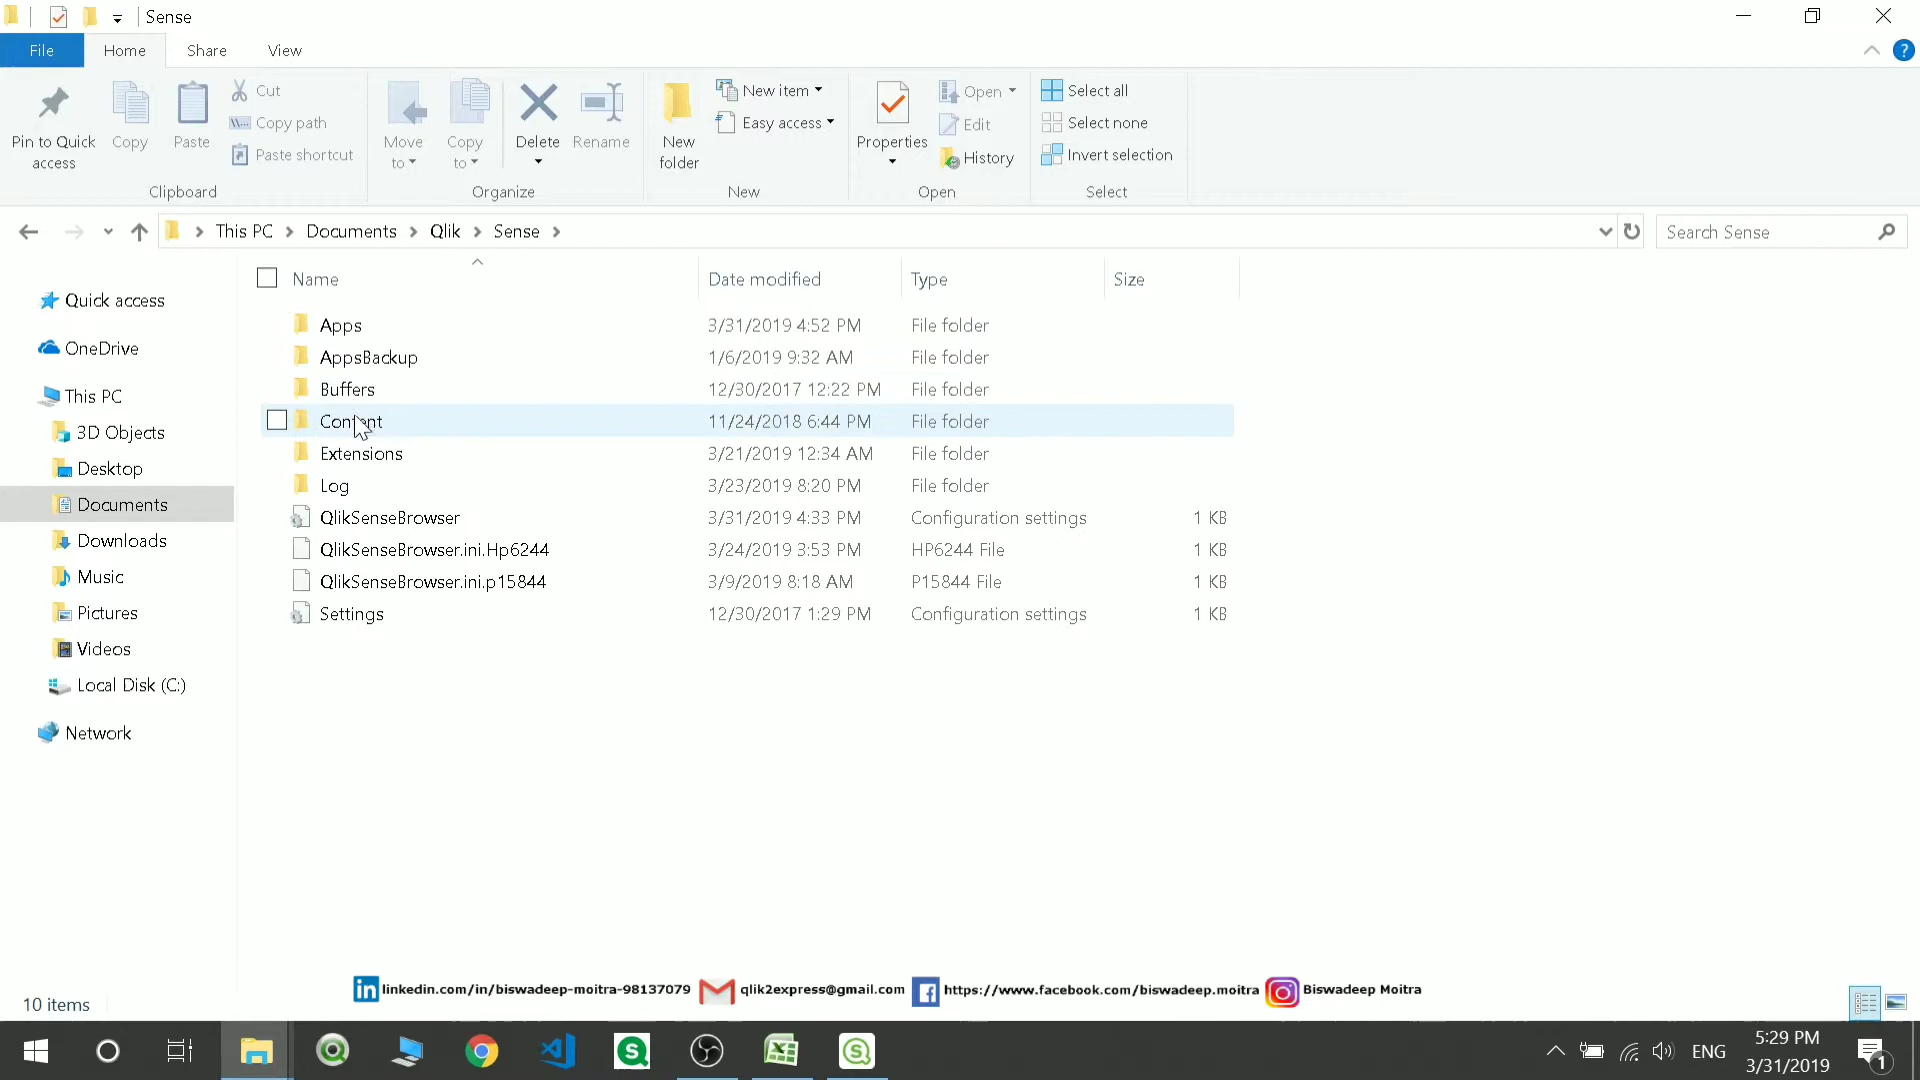 Sense
File Home Share View
Pin to Quick access
Copy
Paste
Cut
Copy path
Paste shortcut
Clipboard
Move to
Copy to
Delete
Rename
Organize
New folder
New item
Easy access
New
Properties
Open
Edit
History
Open
Select all
Select none
Invert selection
Select
This PC Documents Qlik Sense
Search Sense
Quick access
OneDrive
This PC
3D Objects
Desktop
Documents
Downloads
Music
Pictures
Videos
Local Disk (C:)
Network
Name Date modified Type Size
Apps 3/31/2019 4:52 PM File folder
AppsBackup 1/6/2019 9:32 AM File folder
Buffers 12/30/2017 12:22 PM File folder
Content 11/24/2018 6:44 PM File folder
Extensions 3/21/2019 12:34 AM File folder
Log 3/23/2019 8:20 PM File folder
QlikSenseBrowser 3/31/2019 4:33 PM Configuration settings 1 KB
QlikSenseBrowser.ini.Hp6244 3/24/2019 3:53 PM HP6244 File 1 KB
QlikSenseBrowser.ini.p15844 3/9/2019 8:18 AM P15844 File 1 KB
Settings 12/30/2017 1:29 PM Configuration settings 1 KB
linkedin.com/in/biswadeep-moitra-98137079 qlik2express@gmail.com https://www.facebook.com/biswadeep.moitra Biswadeep Moitra
10 items
ENG
5:29 PM
3/31/2019
1